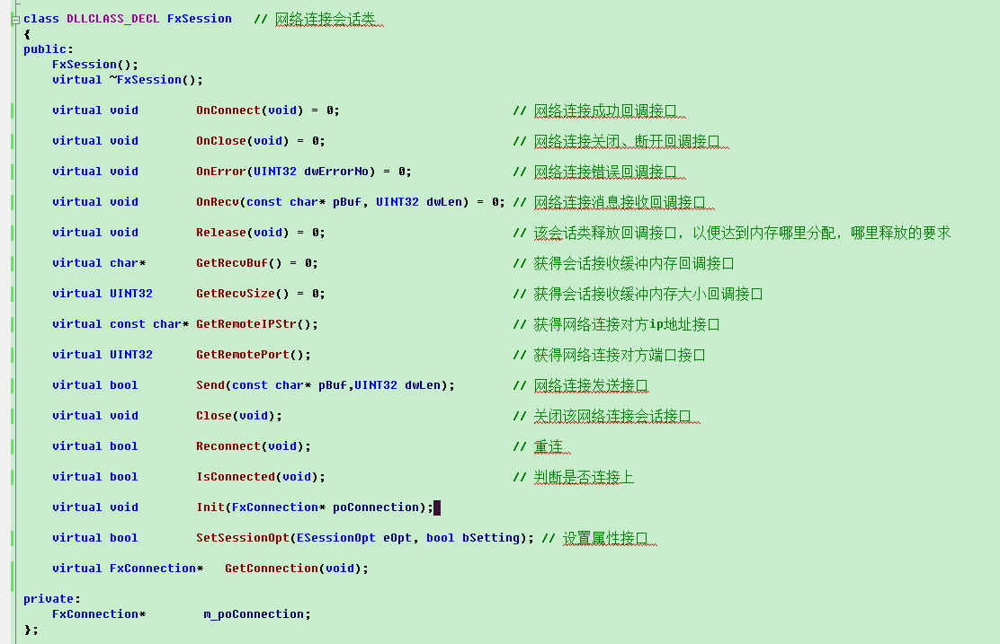 class DLLCLASS_DECL FxSession   // 网络连接会话类
{
public:
    FxSession();
    virtual ~FxSession();
    virtual void        OnConnect(void) = 0;                        // 网络连接成功回调接口
    virtual void        OnClose(void) = 0;                          // 网络连接关闭、断开回调接口
    virtual void        OnError(UINT32 dwErrorNo) = 0;              // 网络连接错误回调接口
    virtual void        OnRecv(const char* pBuf, UINT32 dwLen) = 0; // 网络连接消息接收回调接口
    virtual void        Release(void) = 0;                          // 该会话类释放回调接口，以便达到内存哪里分配，哪里释放的要求
    virtual char*       GetRecvBuf() = 0;                           // 获得会话接收缓冲内存回调接口
    virtual UINT32      GetRecvSize() = 0;                          // 获得会话接收缓冲内存大小回调接口
    virtual const char* GetRemoteIPStr();                           // 获得网络连接对方ip地址接口
    virtual UINT32      GetRemotePort();                            // 获得网络连接对方端口接口
    virtual bool        Send(const char* pBuf,UINT32 dwLen);        // 网络连接发送接口
    virtual void        Close(void);                                // 关闭该网络连接会话接口
    virtual bool        Reconnect(void);                            // 重连
    virtual bool        IsConnected(void);                          // 判断是否连接上
    virtual void        Init(FxConnection* poConnection);
    virtual bool        SetSessionOpt(ESessionOpt eOpt, bool bSetting); // 设置属性接口
    virtual FxConnection*   GetConnection(void);
private:
    FxConnection*        m_poConnection;
};